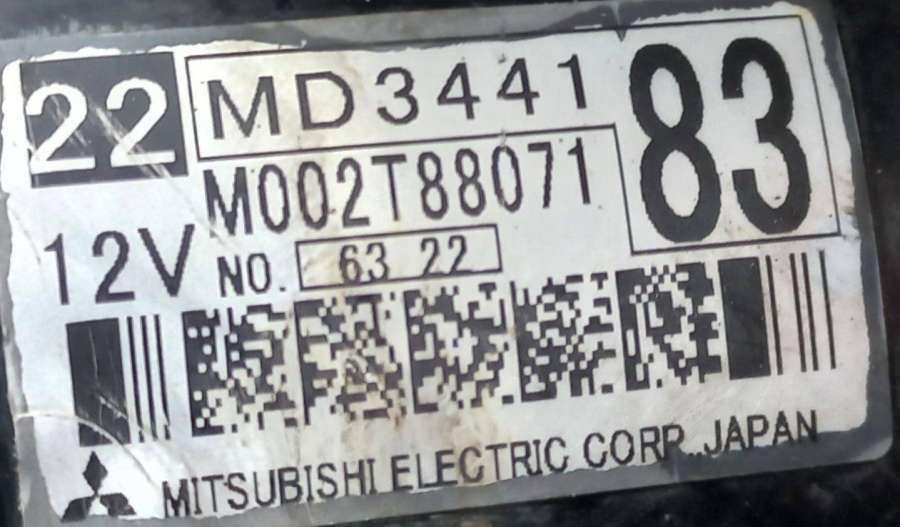 22 MD3441 83
M002T88071
12V NO. 63 22
MITSUBISHI ELECTRIC CORP. JAPAN